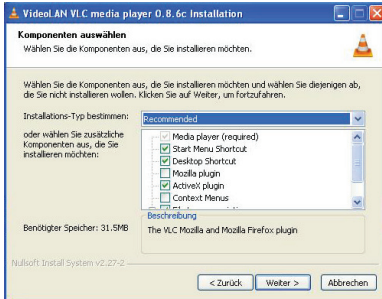 VideoLAN VLC media player 0.8.6c Installation
Komponenten auswählen
Wählen Sie die Komponenten aus, die Sie installieren möchten.
Wählen Sie die Komponenten aus, die Sie installieren möchten und wählen Sie diejenigen ab,
die Sie nicht installieren wollen. Klicken Sie auf Weiter, um fortzufahren.
Installations-Typ bestimmen:
Recommended
oder wählen Sie zusätzliche
Komponenten aus, die Sie
installieren möchten:
Media player (required)
Start Menu Shortcut
Desktop Shortcut
Mozilla plugin
ActiveX plugin
Context Menus
Benötigter Speicher: 31.5MB
Beschreibung
The VLC Mozilla and Mozilla Firefox plugin
Nullsoft Install System v2.27-2
< Zurück
Weiter >
Abbrechen